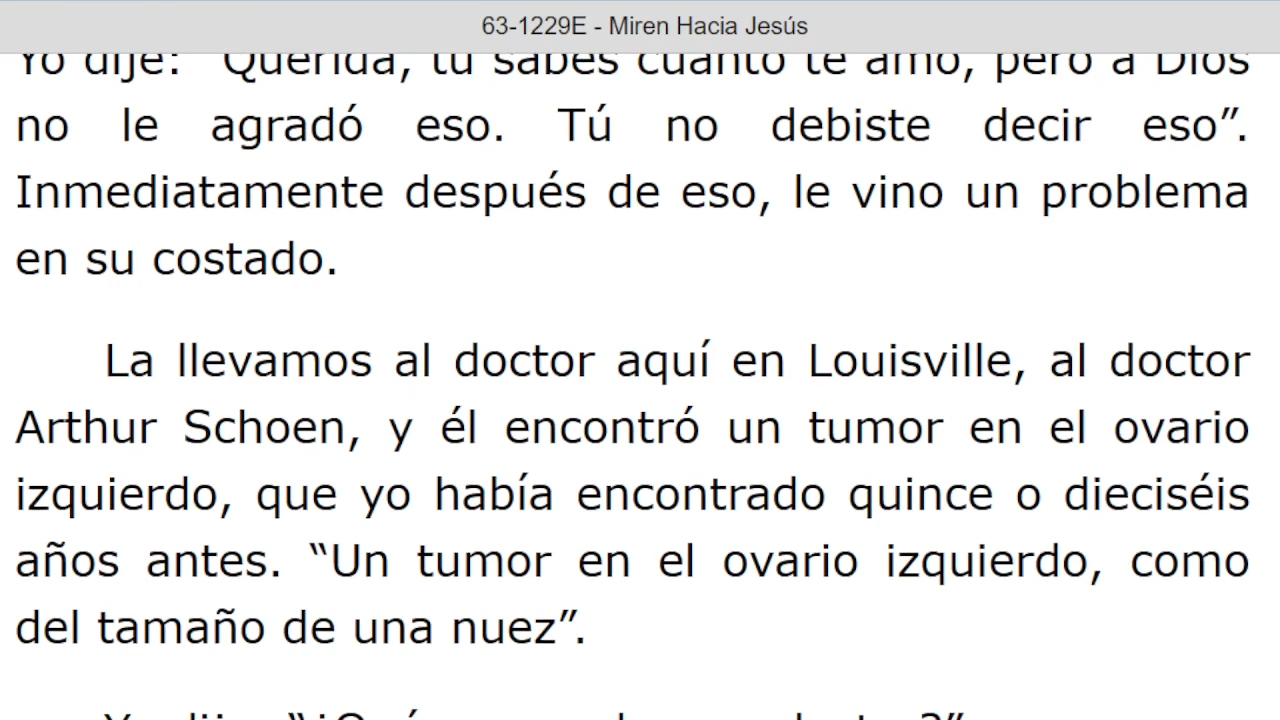 63-1229E - Miren Hacia Jesús
Yo dije: “Querida, tú sabes cuánto te amo, pero a Dios
no le agradó eso. Tú no debiste decir eso”.
Inmediatamente después de eso, le vino un problema
en su costado.
La llevamos al doctor aquí en Louisville, al doctor
Arthur Schoen, y él encontró un tumor en el ovario
izquierdo, que yo había encontrado quince o dieciséis
años antes. “Un tumor en el ovario izquierdo, como
del tamaño de una nuez”.